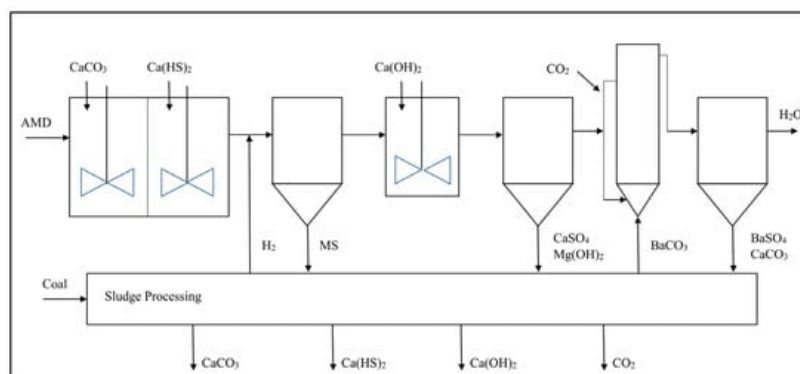 CaCO₃
Ca(HS)₂
Ca(OH)₂
CO₂
AMD
H₂O
H₂
MS
CaSO₄
Mg(OH)₂
BaCO₃
BaSO₄
CaCO₃
Coal
Sludge Processing
CaCO₃
Ca(HS)₂
Ca(OH)₂
CO₂